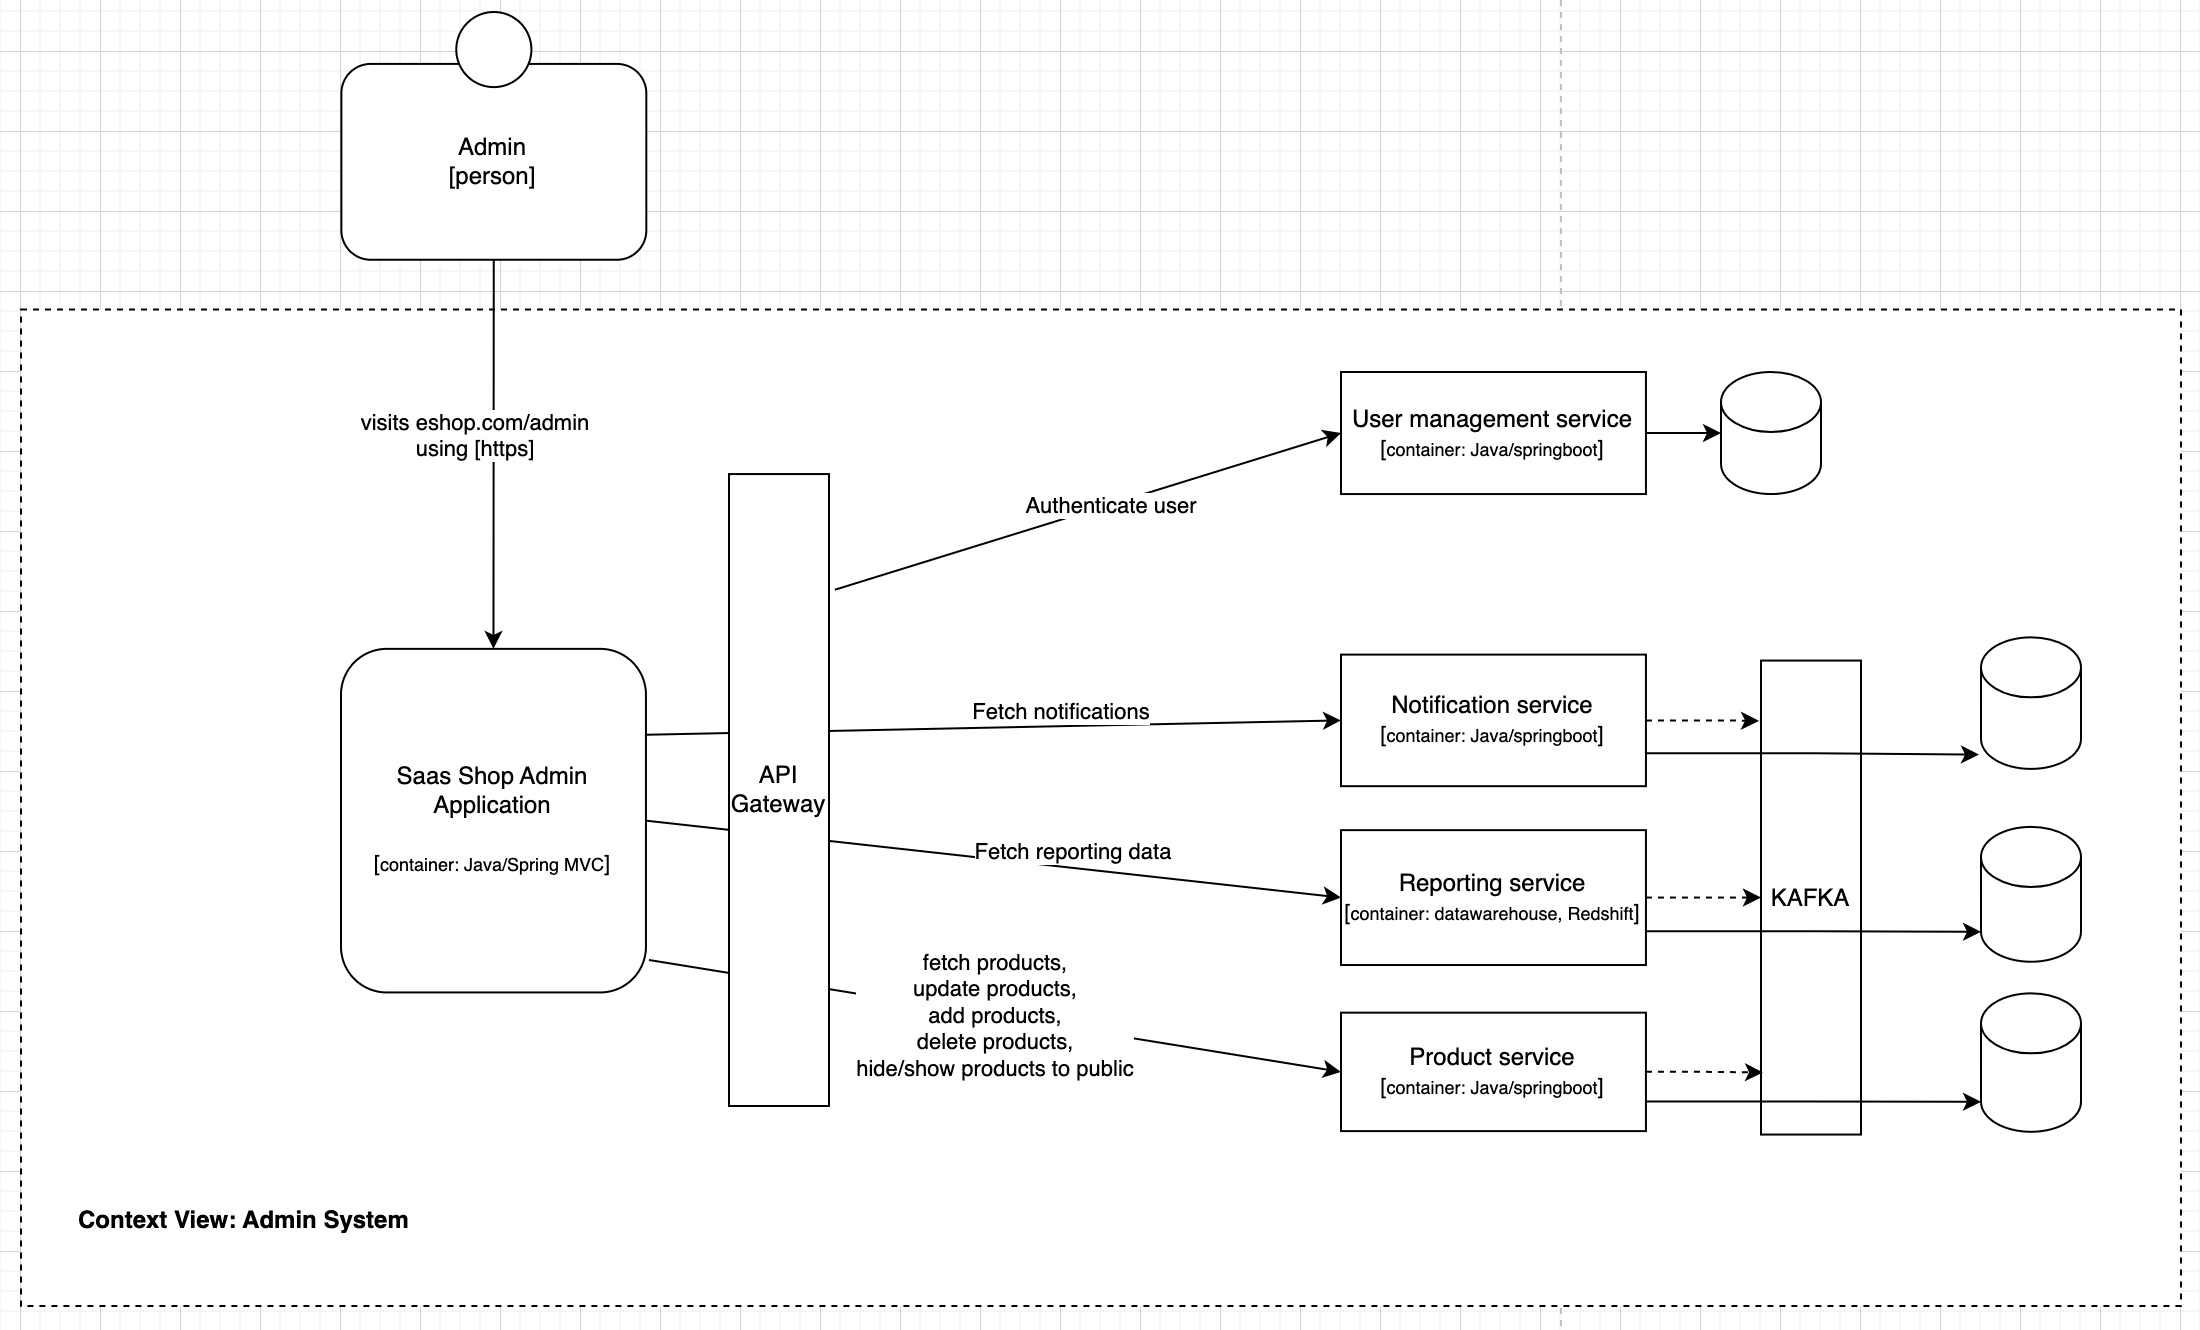 Admin
[person]
visits eshop.com/admin
using [https]
User management service
[container: Java/springboot]
Authenticate user
Notification service
[container: Java/springboot]
Fetch notifications
Saas Shop Admin
Application
[container: Java/Spring MVC]
API
Gateway
Fetch reporting data
Reporting service
[container: datawarehouse, Redshift]
KAFKA
fetch products,
update products,
add products,
delete products,
hide/show products to public
Product service
[container: Java/springboot]
Context View: Admin System